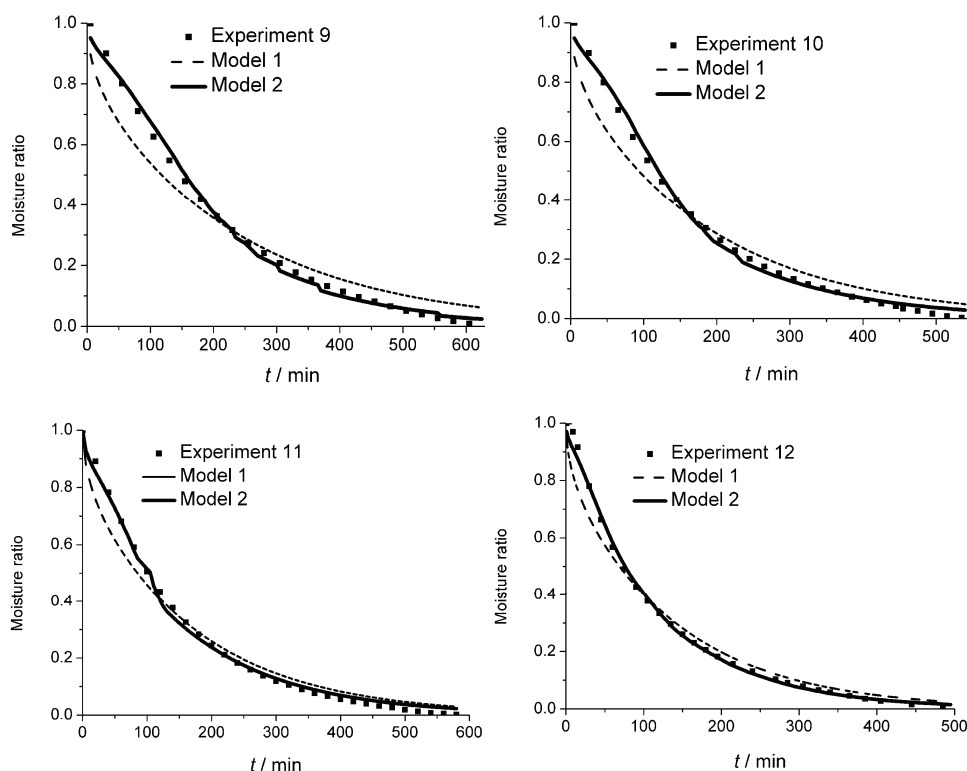 Experiment 9
Model 1
Model 2
Moisture ratio
1.0
0.8
0.6
0.4
0.2
0.0
0 100 200 300 400 500 600
t / min
Experiment 10
Model 1
Model 2
Moisture ratio
1.0
0.8
0.6
0.4
0.2
0.0
0 100 200 300 400 500
t / min
Experiment 11
Model 1
Model 2
Moisture ratio
1.0
0.8
0.6
0.4
0.2
0.0
0 100 200 300 400 500 600
t / min
Experiment 12
Model 1
Model 2
Moisture ratio
1.0
0.8
0.6
0.4
0.2
0.0
0 100 200 300 400 500
t / min